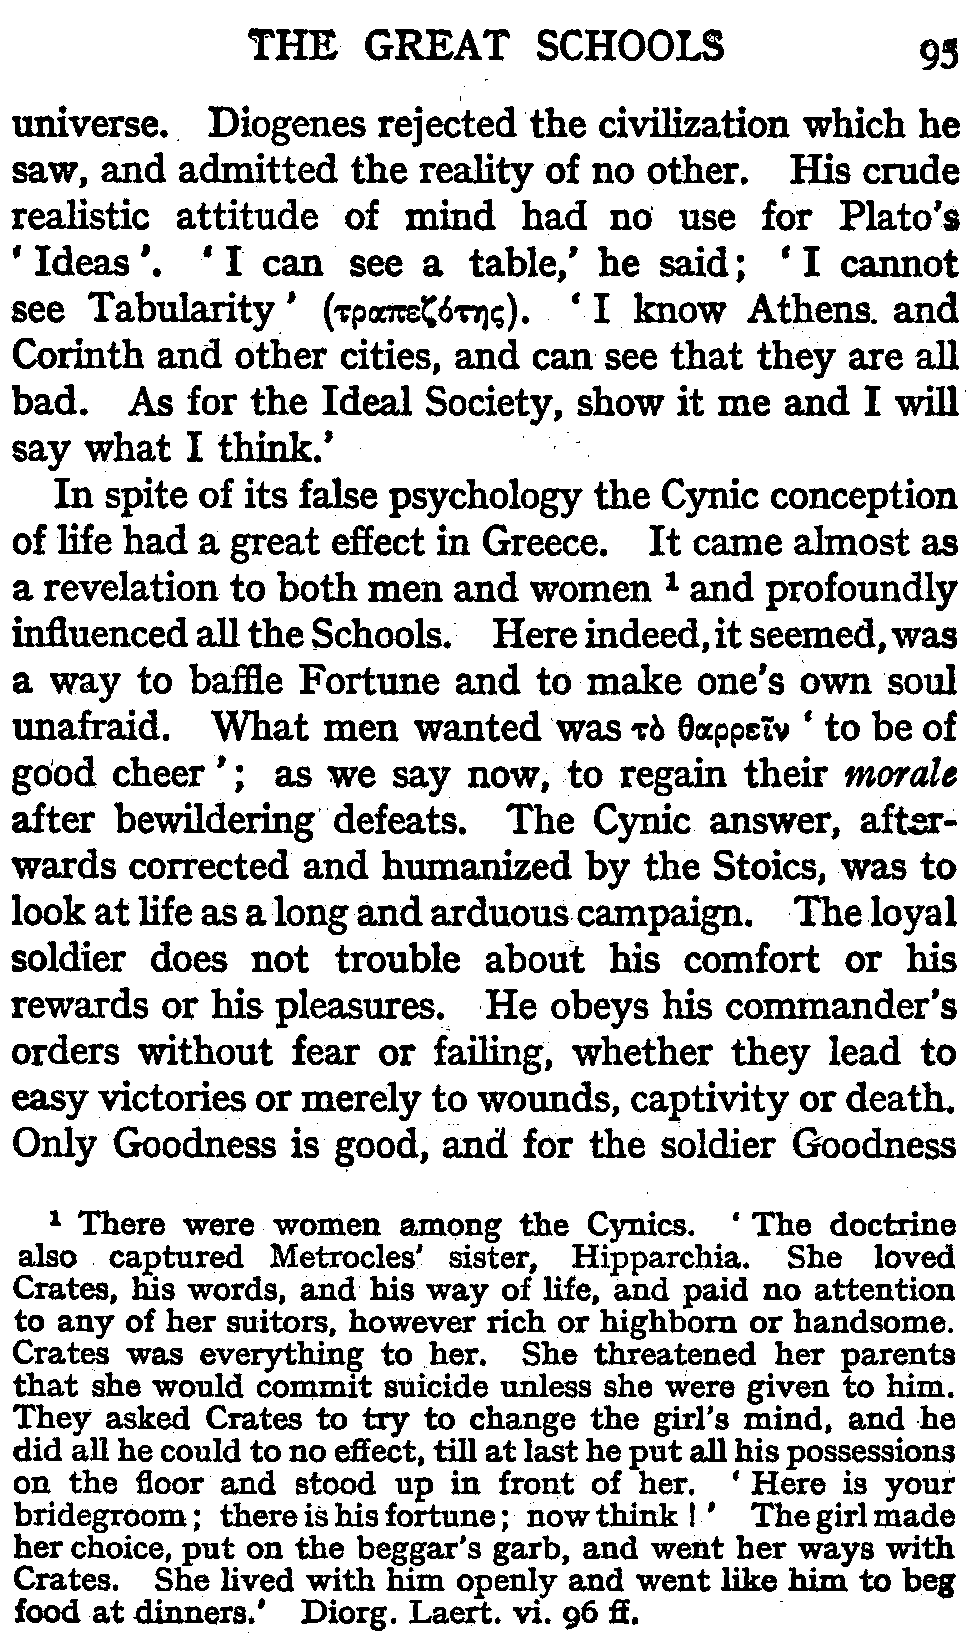 THE GREAT SCHOOLS 95
universe. Diogenes rejected the civilization which he
saw, and admitted the reality of no other. His crude
realistic attitude of mind had no use for Plato's
‘ Ideas ’. ‘ I can see a table,’ he said; ‘ I cannot
see Tabularity ’ (τραπεζότης). ‘ I know Athens. and
Corinth and other cities, and can see that they are all
bad. As for the Ideal Society, show it me and I will
say what I think.’
In spite of its false psychology the Cynic conception
of life had a great effect in Greece. It came almost as
a revelation to both men and women ¹ and profoundly
influenced all the Schools. Here indeed, it seemed, was
a way to baffle Fortune and to make one's own soul
unafraid. What men wanted was τὸ θαρρεῖν ‘ to be of
good cheer ’; as we say now, to regain their morale
after bewildering defeats. The Cynic answer, after-
wards corrected and humanized by the Stoics, was to
look at life as a long and arduous campaign. The loyal
soldier does not trouble about his comfort or his
rewards or his pleasures. He obeys his commander's
orders without fear or failing, whether they lead to
easy victories or merely to wounds, captivity or death.
Only Goodness is good, and for the soldier Goodness
¹ There were women among the Cynics. ‘ The doctrine
also captured Metrocles' sister, Hipparchia. She loved
Crates, his words, and his way of life, and paid no attention
to any of her suitors, however rich or highborn or handsome.
Crates was everything to her. She threatened her parents
that she would commit suicide unless she were given to him.
They asked Crates to try to change the girl's mind, and he
did all he could to no effect, till at last he put all his possessions
on the floor and stood up in front of her. ‘ Here is your
bridegroom; there is his fortune; now think ! ’ The girl made
her choice, put on the beggar's garb, and went her ways with
Crates. She lived with him openly and went like him to beg
food at dinners.’ Diorg. Laert. vi. 96 ff.